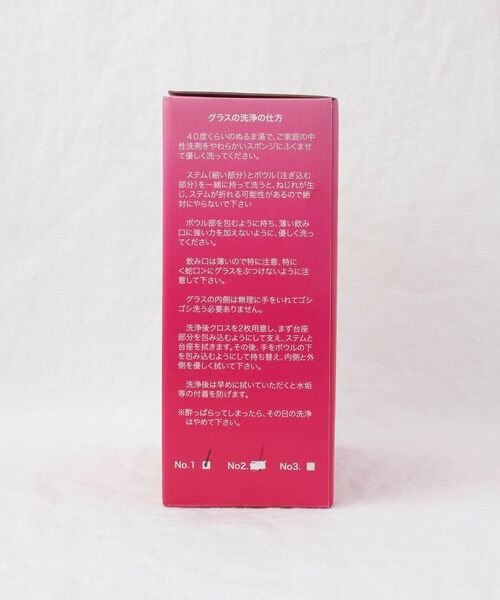 グラスの洗浄の仕方
４０度くらいのぬるま湯で、ご家庭の中
性洗剤をやわらかいスポンジにふくませ
て優しく洗ってください。
ステム（細い部分）とボウル（注ぎ込む
部分）を一緒に持って洗うと、ねじれが生
じ、ステムが折れる可能性があるので絶
対にやらないで下さい
ボウル部を包むように持ち、薄い飲み
口に強い力を加えないように、優しく洗っ
てください。
飲み口は薄いので特に注意、特に
＜蛇口＞にグラスをぶつけないように注
意して下さい。
グラスの内側は無理に手をいれてゴシ
ゴシ洗う必要ありません。
洗浄後クロスを2枚用意し、まず台座
部分を包み込むようにして支え、ステムと
台座を拭きます。その後、手をボウルの下
を包み込むようにして持ち替え、内側と外
側を優しく拭いて下さい。
洗浄後は早めに拭いていただくと水垢
等の付着を防げます。
※酔っぱらってしまったら、その日の洗浄
はやめて下さい。
No.1 No2. No3.